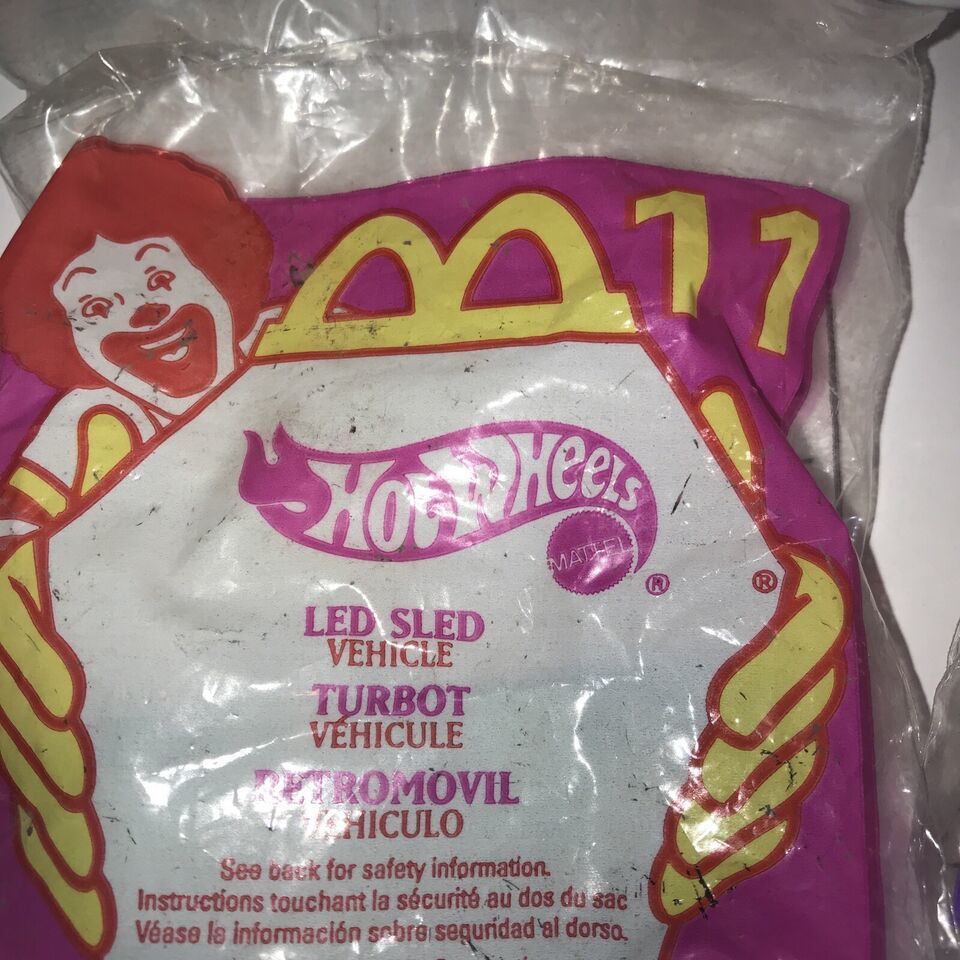 11
HOT WHEELS
MATTEL
® ®
LED SLED
VEHICLE
TURBOT
VÉHICULE
RETROMOVIL
VEHICULO
See back for safety information.
Instructions touchant la sécurité au dos du sac
Véase la información sobre seguridad al dorso.